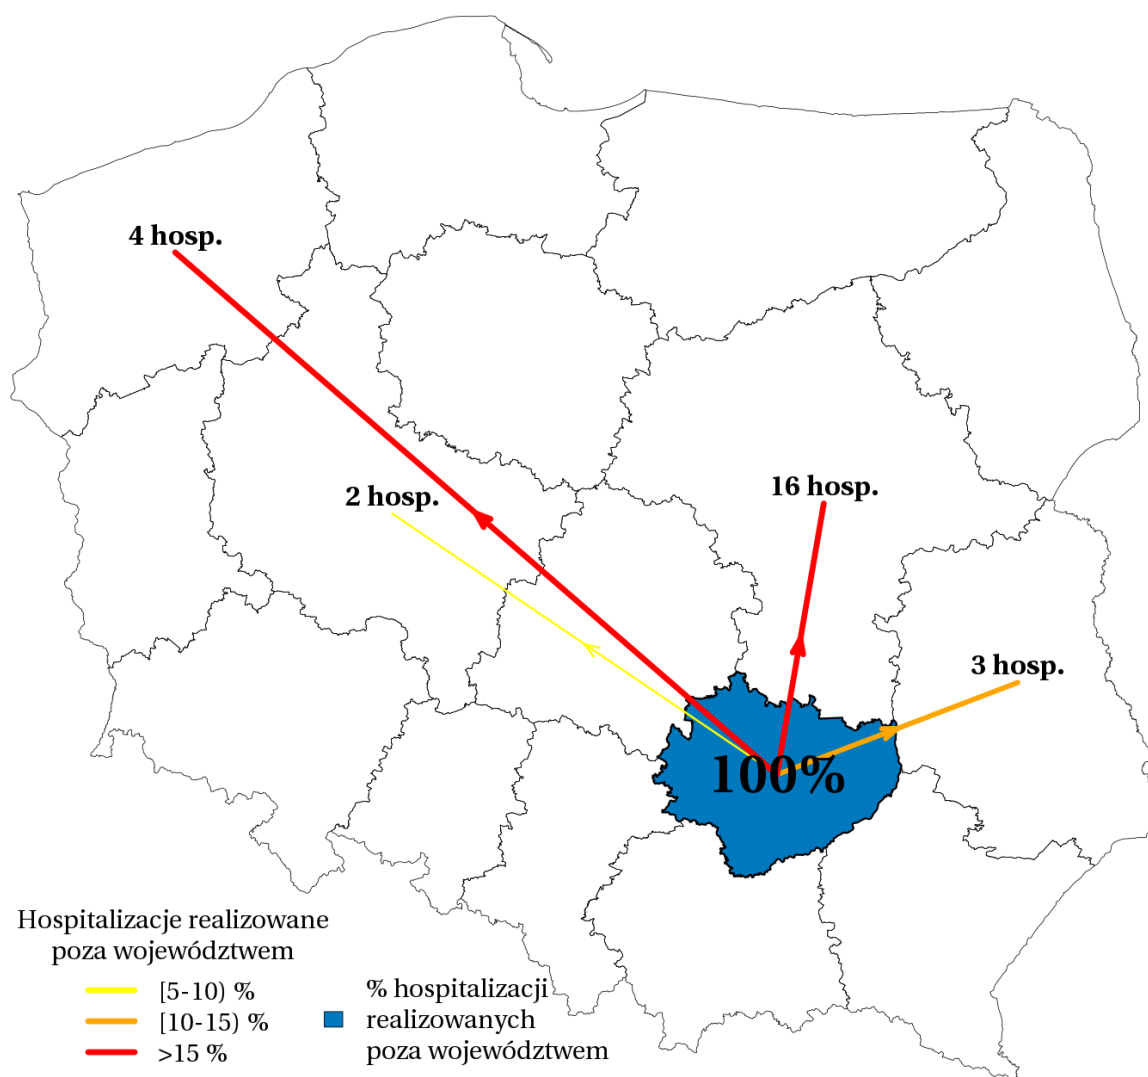 4 hosp.
2 hosp.
16 hosp.
3 hosp.
100%
Hospitalizacje realizowane
poza województwem
[5-10) %
[10-15) %
>15 %
% hospitalizacji
realizowanych
poza województwem